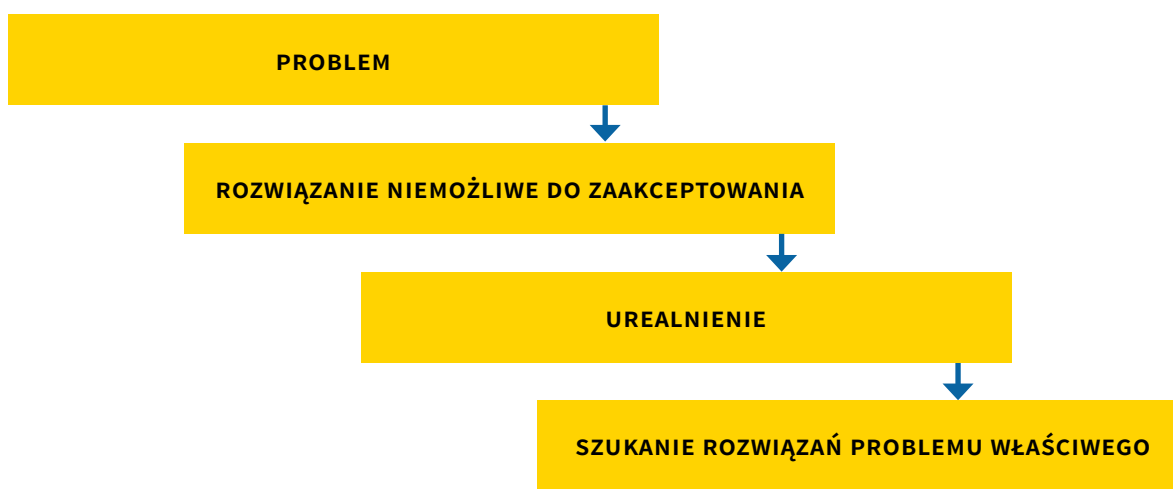 PROBLEM
ROZWIĄZANIE NIEMOŻLIWE DO ZAAKCEPTOWANIA
UREALNIENIE
SZUKANIE ROZWIĄZAŃ PROBLEMU WŁAŚCIWEGO